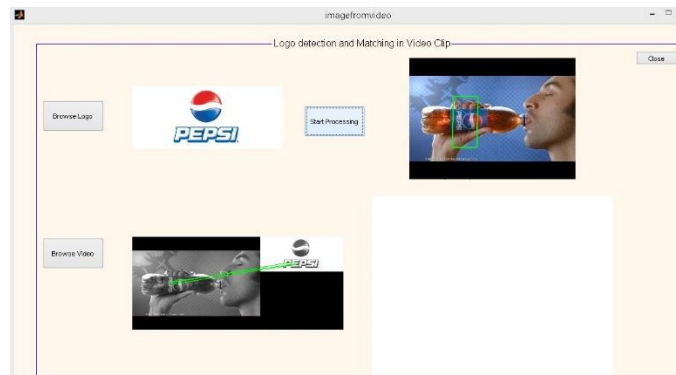 imagefromvideo
Logo detection and Matching in Video Clip
Close
Browse Logo
PEPSI
Start Processing
Browse Video
PEPSI